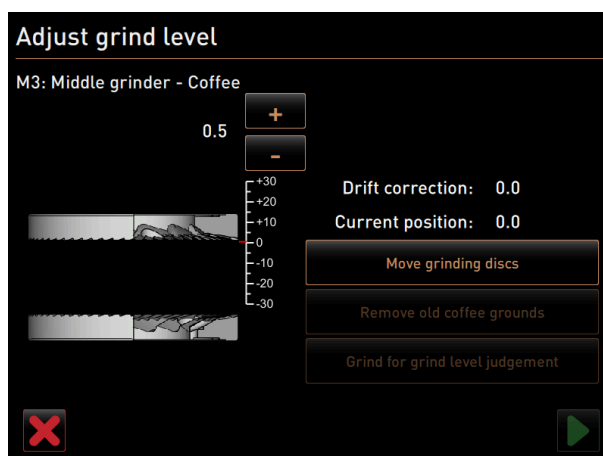 Adjust grind level
M3: Middle grinder - Coffee
+
0.5
-
+30
+20
+10
0
-10
-20
-30
Drift correction: 0.0
Current position: 0.0
Move grinding discs
Remove old coffee grounds
Grind for grind level judgement